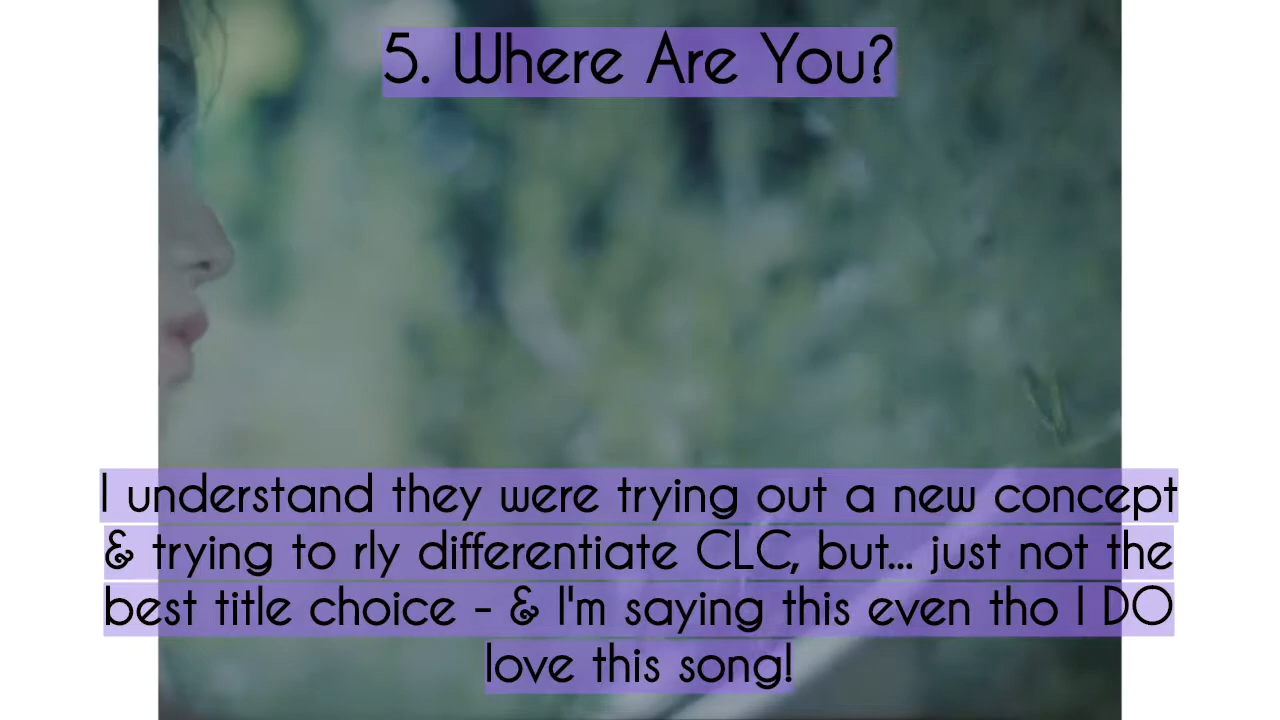 5. Where Are You?
I understand they were trying out a new concept
& trying to rly differentiate CLC, but... just not the
best title choice - & I'm saying this even tho I DO
love this song!